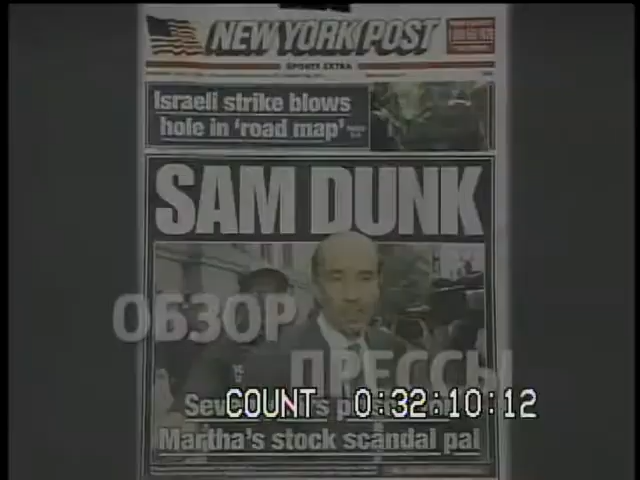 NEW YORK POST
SPORTS EXTRA
Israeli strike blows
hole in 'road map'
SAM DUNK
ОБЗОР
ПРЕССЫ
COUNT 0:32:10:12
Martha's stock scandal pal